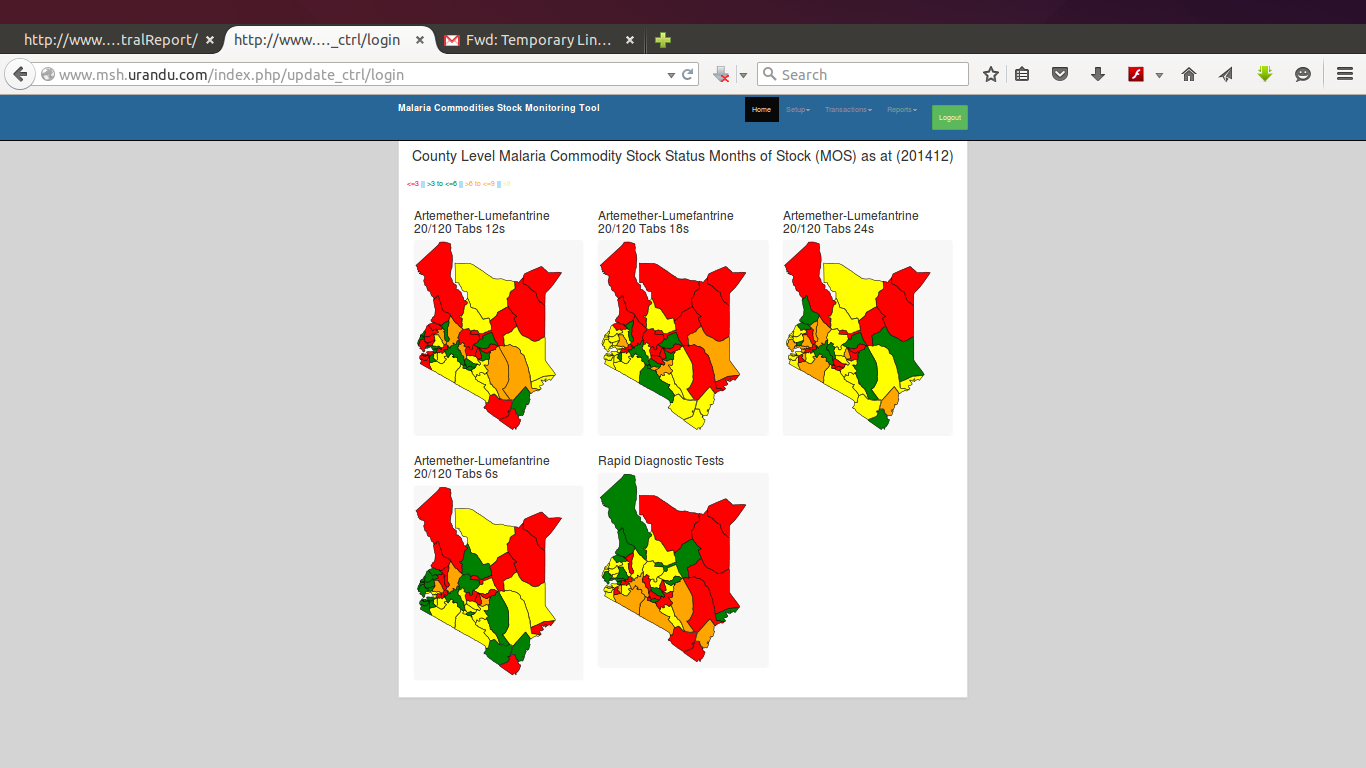 http://www.…tralReport/
http://www.…_ctrl/login
Fwd: Temporary Lin…
www.msh.urandu.com/index.php/update_ctrl/login
Search
Malaria Commodities Stock Monitoring Tool
Home
Setup
Transactions
Reports
Logout
County Level Malaria Commodity Stock Status Months of Stock (MOS) as at (201412)
<=3 || >3 to <=6 || >6 to <=9 || >9
Artemether-Lumefantrine
20/120 Tabs 12s
Artemether-Lumefantrine
20/120 Tabs 18s
Artemether-Lumefantrine
20/120 Tabs 24s
Artemether-Lumefantrine
20/120 Tabs 6s
Rapid Diagnostic Tests